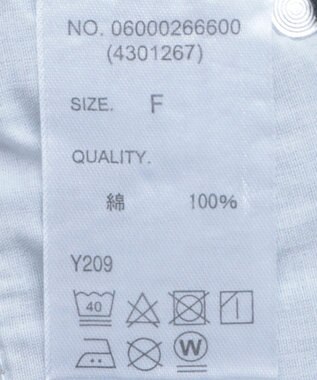 NO. 06000266600
(4301267)
SIZE. F
QUALITY.
綿 100%
Y209
40
W